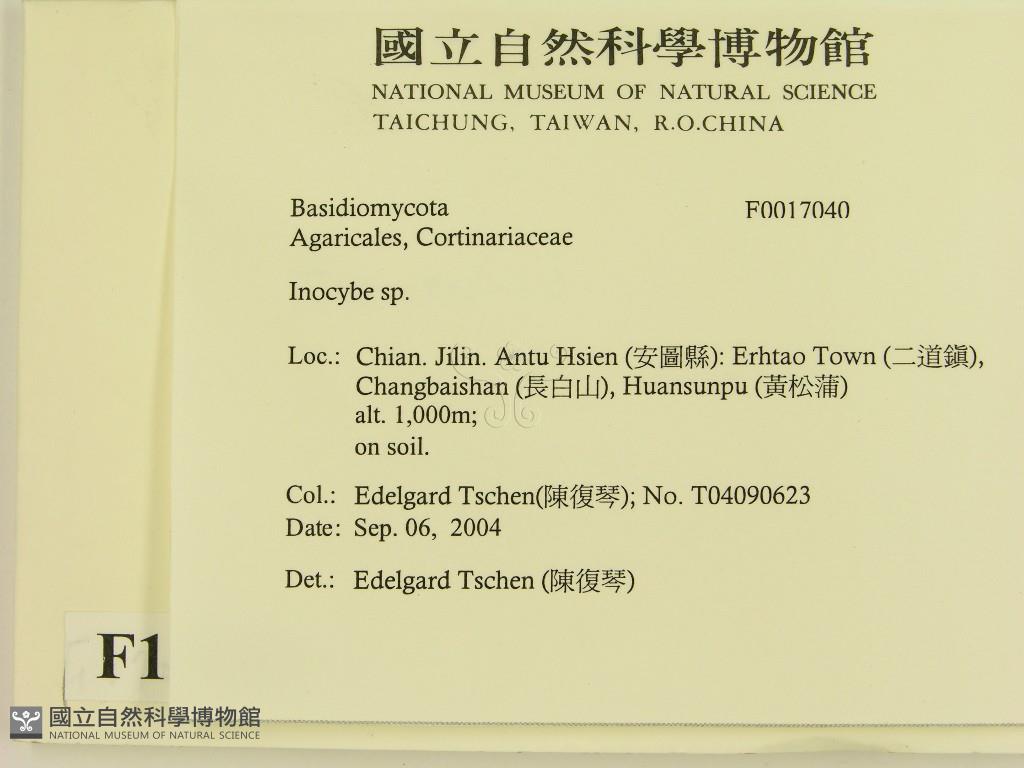 國立自然科學博物館
NATIONAL MUSEUM OF NATURAL SCIENCE
TAICHUNG, TAIWAN, R.O.CHINA
Basidiomycota F0017040
Agaricales, Cortinariaceae
Inocybe sp.
Loc.: Chian. Jilin. Antu Hsien (安圖縣): Erhtao Town (二道鎭),
Changbaishan (長白山), Huansunpu (黃松蒲)
alt. 1,000m;
on soil.
Col.: Edelgard Tschen(陳復琴); No. T04090623
Date: Sep. 06, 2004
Det.: Edelgard Tschen (陳復琴)
F1
國立自然科學博物館
NATIONAL MUSEUM OF NATURAL SCIENCE